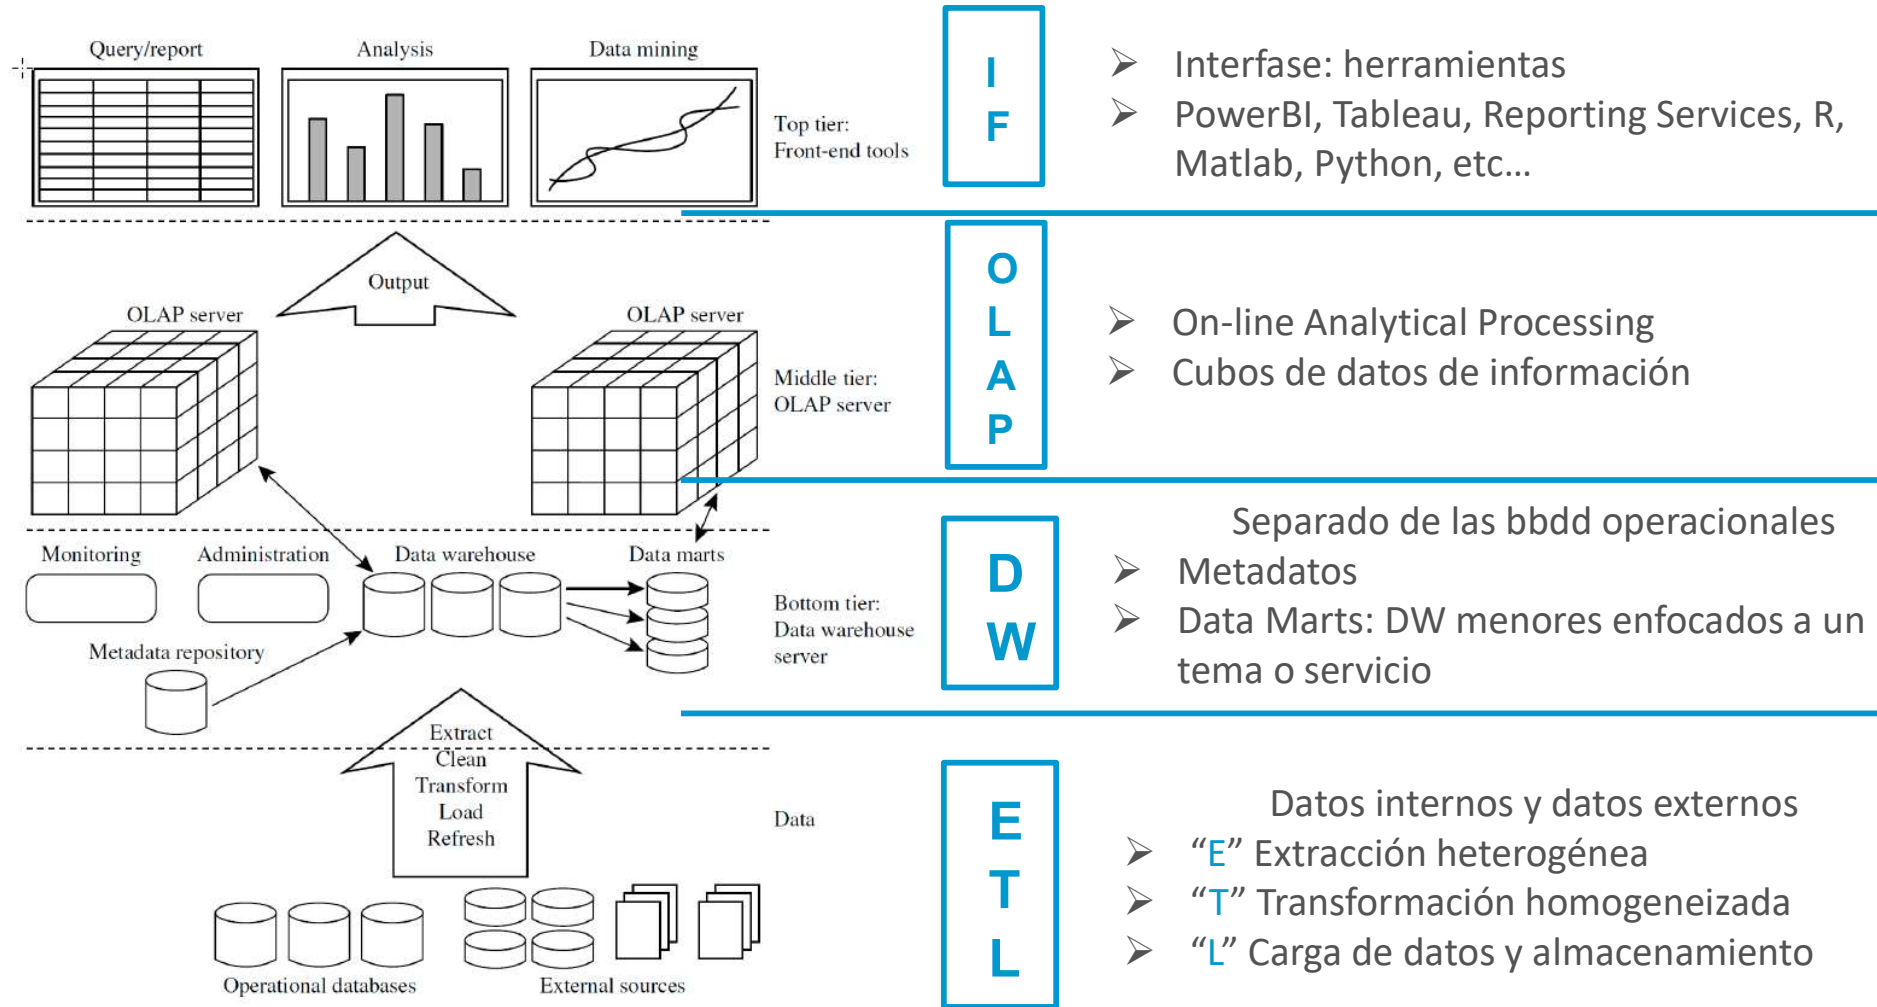 Query/report
Analysis
Data mining
Top tier:
Front-end tools
I
F
➢ Interfase: herramientas
➢ PowerBI, Tableau, Reporting Services, R,
Matlab, Python, etc…
Output
OLAP server
OLAP server
Middle tier:
OLAP server
O
L
A
P
➢ On-line Analytical Processing
➢ Cubos de datos de información
Monitoring
Administration
Data warehouse
Data marts
Metadata repository
Bottom tier:
Data warehouse
server
D
W
Separado de las bbdd operacionales
➢ Metadatos
➢ Data Marts: DW menores enfocados a un
tema o servicio
Extract
Clean
Transform
Load
Refresh
Data
Operational databases
External sources
E
T
L
Datos internos y datos externos
➢ “E” Extracción heterogénea
➢ “T” Transformación homogeneizada
➢ “L” Carga de datos y almacenamiento